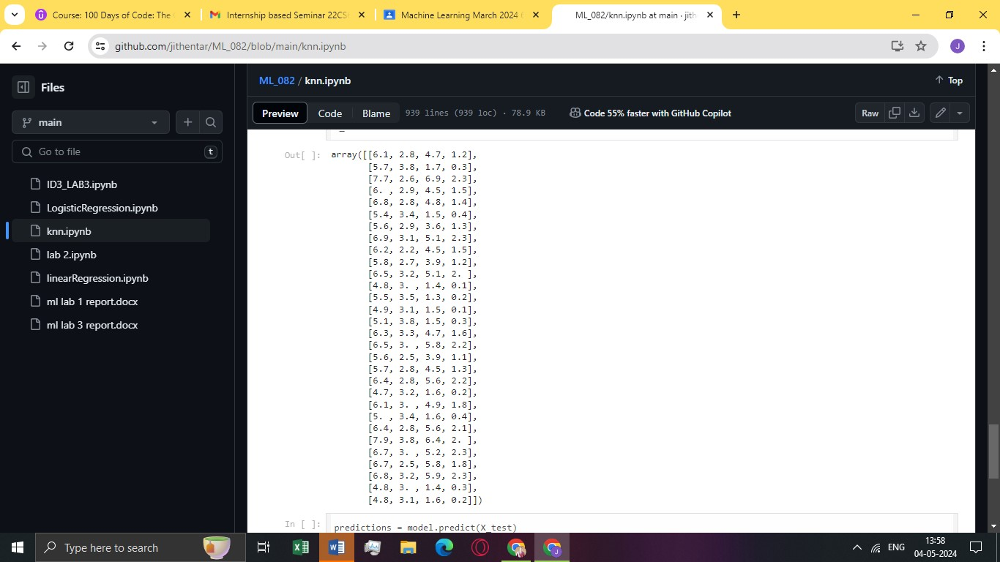 Course: 100 Days of Code: The
Internship based Seminar 22CS
Machine Learning March 2024
ML_082/knn.ipynb at main · jith
github.com/jithentar/ML_082/blob/main/knn.ipynb
J
Files
ML_082 / knn.ipynb
Top
main
Preview
Code
Blame
939 lines (939 loc) · 78.9 KB
Code 55% faster with GitHub Copilot
Raw
Go to file
t
ID3_LAB3.ipynb
LogisticRegression.ipynb
knn.ipynb
lab 2.ipynb
linearRegression.ipynb
ml lab 1 report.docx
ml lab 3 report.docx
Out[ ]: array([[6.1, 2.8, 4.7, 1.2],
[5.7, 3.8, 1.7, 0.3],
[7.7, 2.6, 6.9, 2.3],
[6. , 2.9, 4.5, 1.5],
[6.8, 2.8, 4.8, 1.4],
[5.4, 3.4, 1.5, 0.4],
[5.6, 2.9, 3.6, 1.3],
[6.9, 3.1, 5.1, 2.3],
[6.2, 2.2, 4.5, 1.5],
[5.8, 2.7, 3.9, 1.2],
[6.5, 3.2, 5.1, 2. ],
[4.8, 3. , 1.4, 0.1],
[5.5, 3.5, 1.3, 0.2],
[4.9, 3.1, 1.5, 0.1],
[5.1, 3.8, 1.5, 0.3],
[6.3, 3.3, 4.7, 1.6],
[6.5, 3. , 5.8, 2.2],
[5.6, 2.5, 3.9, 1.1],
[5.7, 2.8, 4.5, 1.3],
[6.4, 2.8, 5.6, 2.2],
[4.7, 3.2, 1.6, 0.2],
[6.1, 3. , 4.9, 1.8],
[5. , 3.4, 1.6, 0.4],
[6.4, 2.8, 5.6, 2.1],
[7.9, 3.8, 6.4, 2. ],
[6.7, 3. , 5.2, 2.3],
[6.7, 2.5, 5.8, 1.8],
[6.8, 3.2, 5.9, 2.3],
[4.8, 3. , 1.4, 0.3],
[4.8, 3.1, 1.6, 0.2]])
In [ ]: predictions = model.predict(X_test)
Type here to search
ENG
13:58
04-05-2024